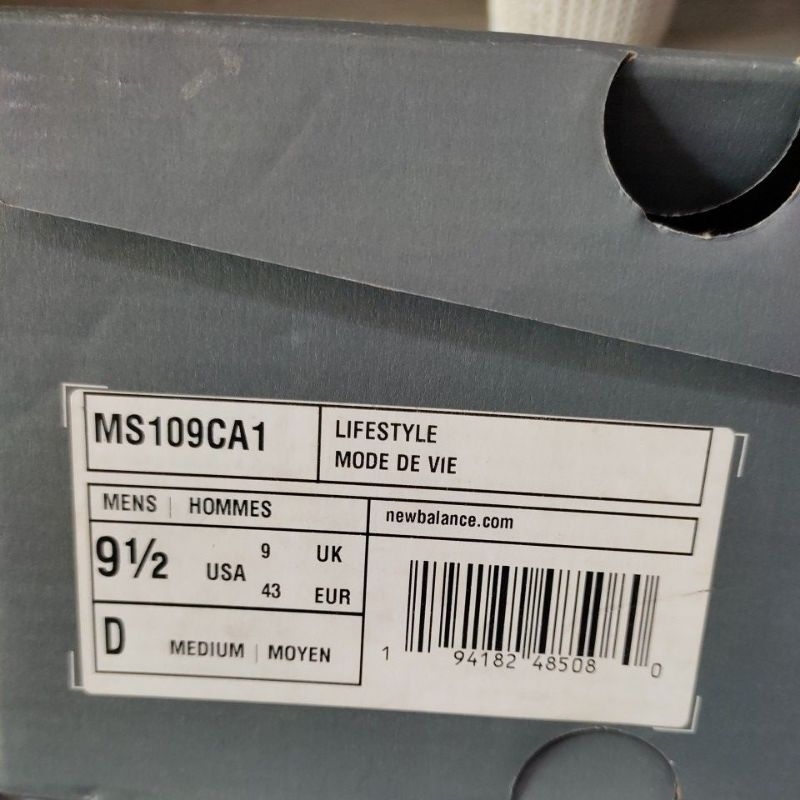 MS109CA1
LIFESTYLE
MODE DE VIE
MENS | HOMMES
newbalance.com
9½ USA 9 UK
43 EUR
D MEDIUM | MOYEN
1 94182 48508 0